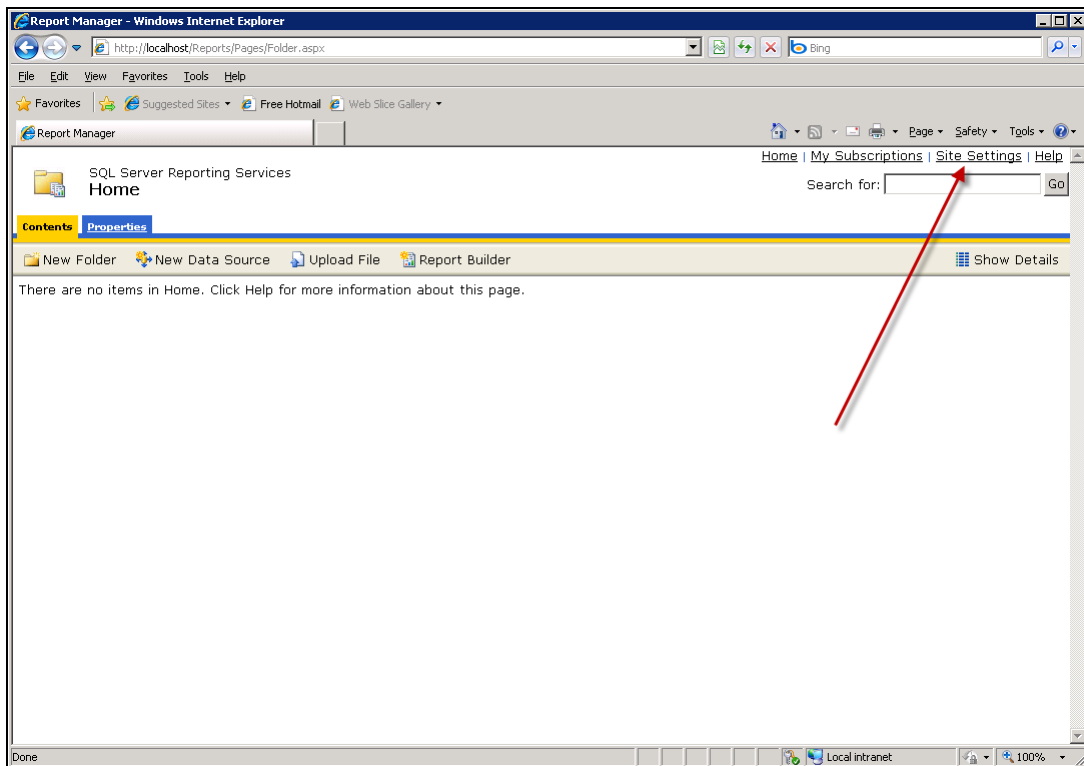 Report Manager - Windows Internet Explorer
http://localhost/Reports/Pages/Folder.aspx
Bing
File Edit View Favorites Tools Help
Favorites Suggested Sites Free Hotmail Web Slice Gallery
Report Manager Page Safety Tools
Home | My Subscriptions | Site Settings | Help
SQL Server Reporting Services
Home
Search for: Go
Contents Properties
New Folder New Data Source Upload File Report Builder Show Details
There are no items in Home. Click Help for more information about this page.
Done Local intranet 100%